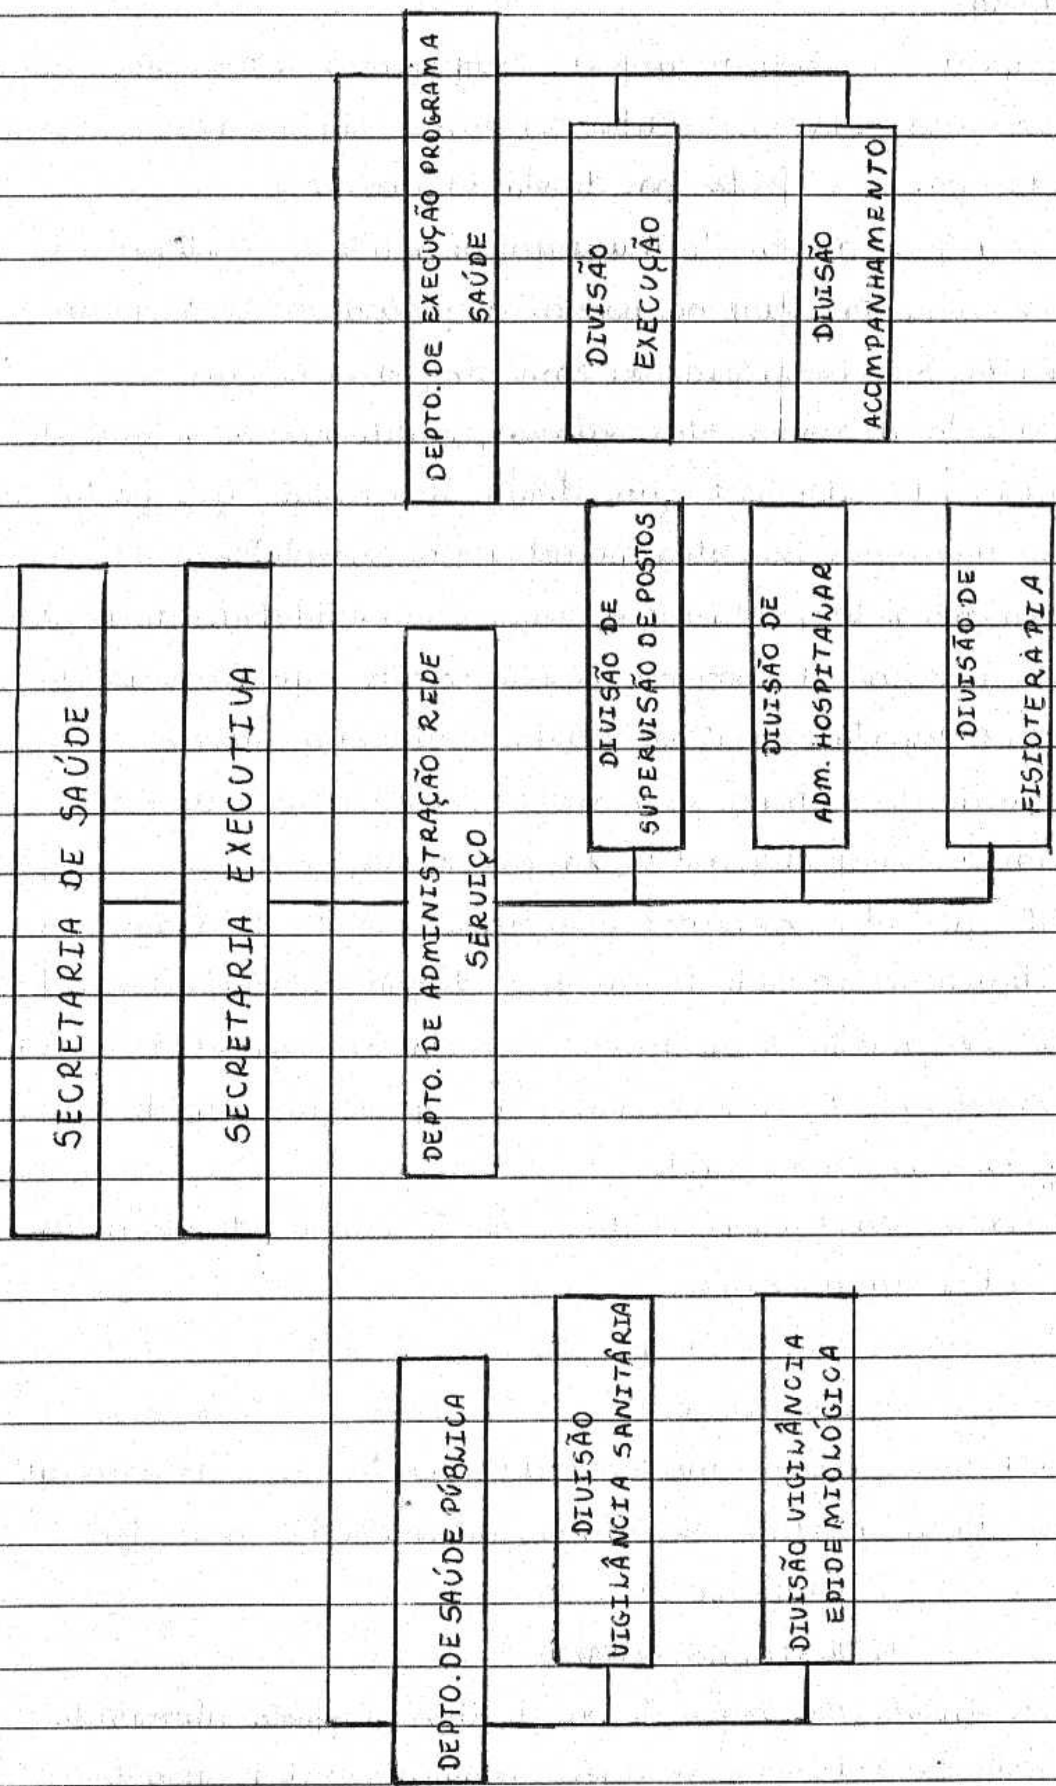 SECRETARIA DE SAÚDE
SECRETARIA EXECUTIVA
DEPTO. DE SAÚDE PÚBLICA
DIVISÃO
VIGILÂNCIA SANITÁRIA
DIVISÃO VIGILÂNCIA
EPIDEMIOLÓGICA
DEPTO. DE ADMINISTRAÇÃO REDE
SERVIÇO
DIVISÃO DE
SUPERVISÃO DE POSTOS
DIVISÃO DE
ADM. HOSPITALAR
DIVISÃO DE
FISIOTERAPIA
DEPTO. DE EXECUÇÃO PROGRAMA
SAÚDE
DIVISÃO
EXECUÇÃO
DIVISÃO
ACOMPANHAMENTO